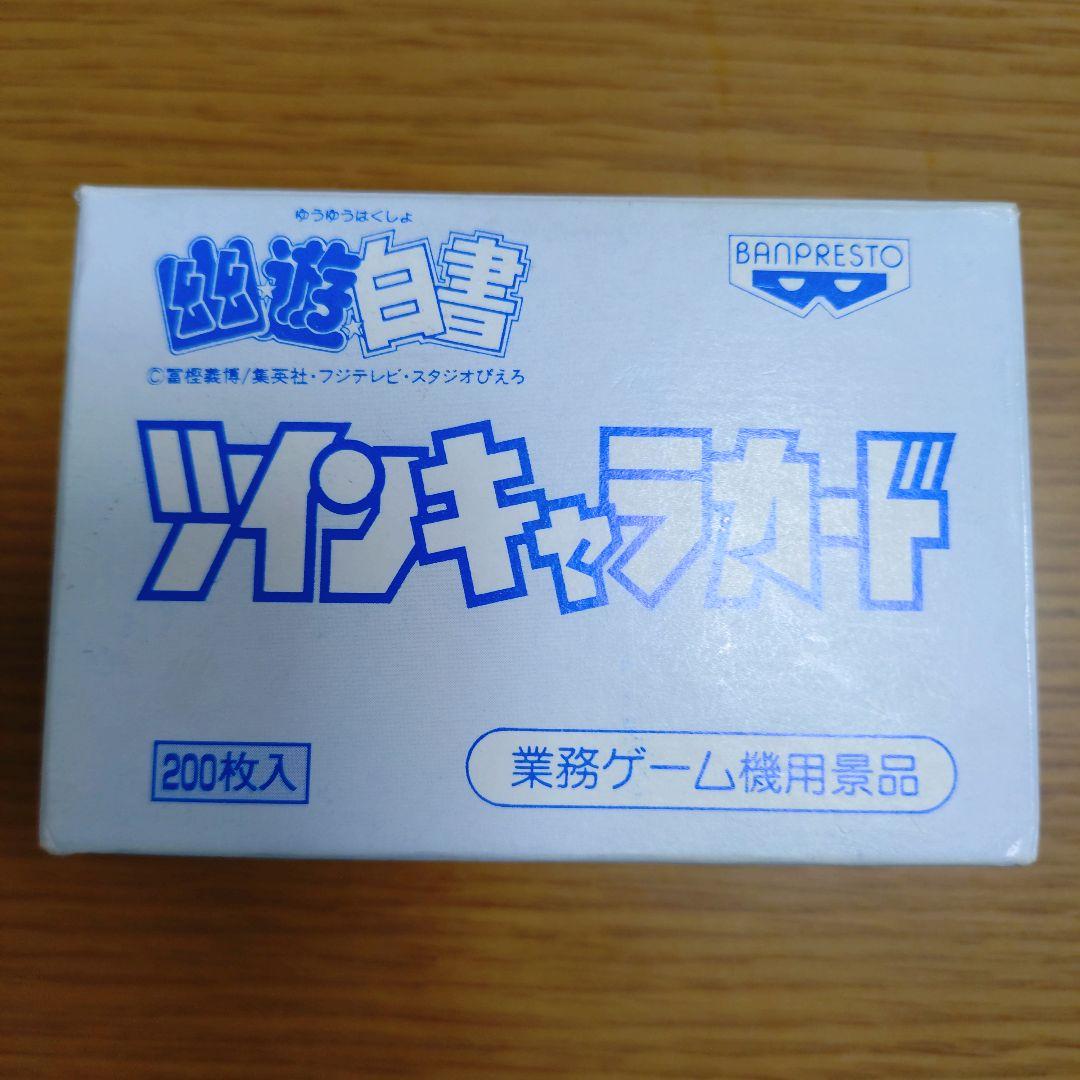 ゆうゆうはくしょ
幽☆遊☆白書
BANPRESTO
©冨樫義博/集英社・フジテレビ・スタジオぴえろ
ツインキャラカード
200枚入
業務ゲーム機用景品